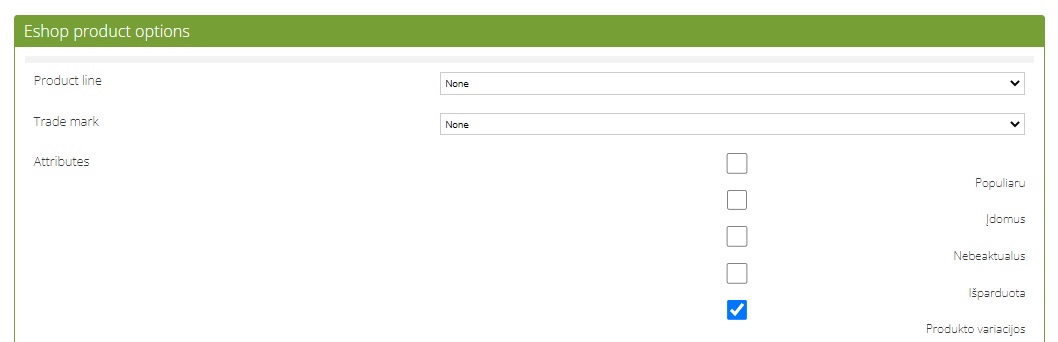 Eshop product options
Product line
None
Trade mark
None
Attributes
Populiaru
Įdomus
Nebeaktualus
Išparduota
Produkto variacijos